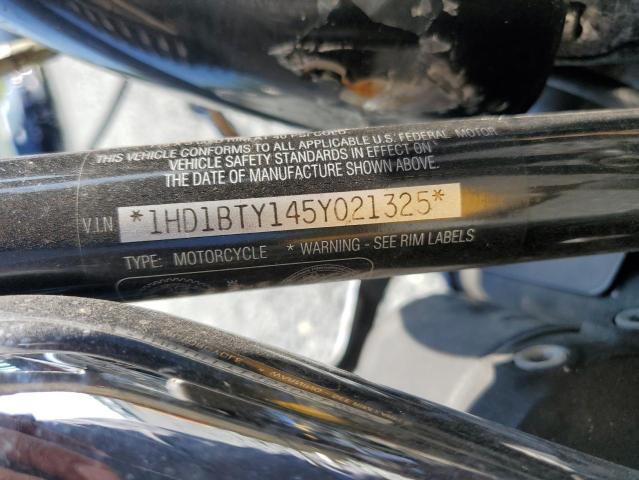 THIS VEHICLE CONFORMS TO ALL APPLICABLE U.S. FEDERAL MOTOR
VEHICLE SAFETY STANDARDS IN EFFECT ON
THE DATE OF MANUFACTURE SHOWN ABOVE.
V.I.N *1HD1BTY145Y021325*
TYPE: MOTORCYCLE * WARNING - SEE RIM LABELS